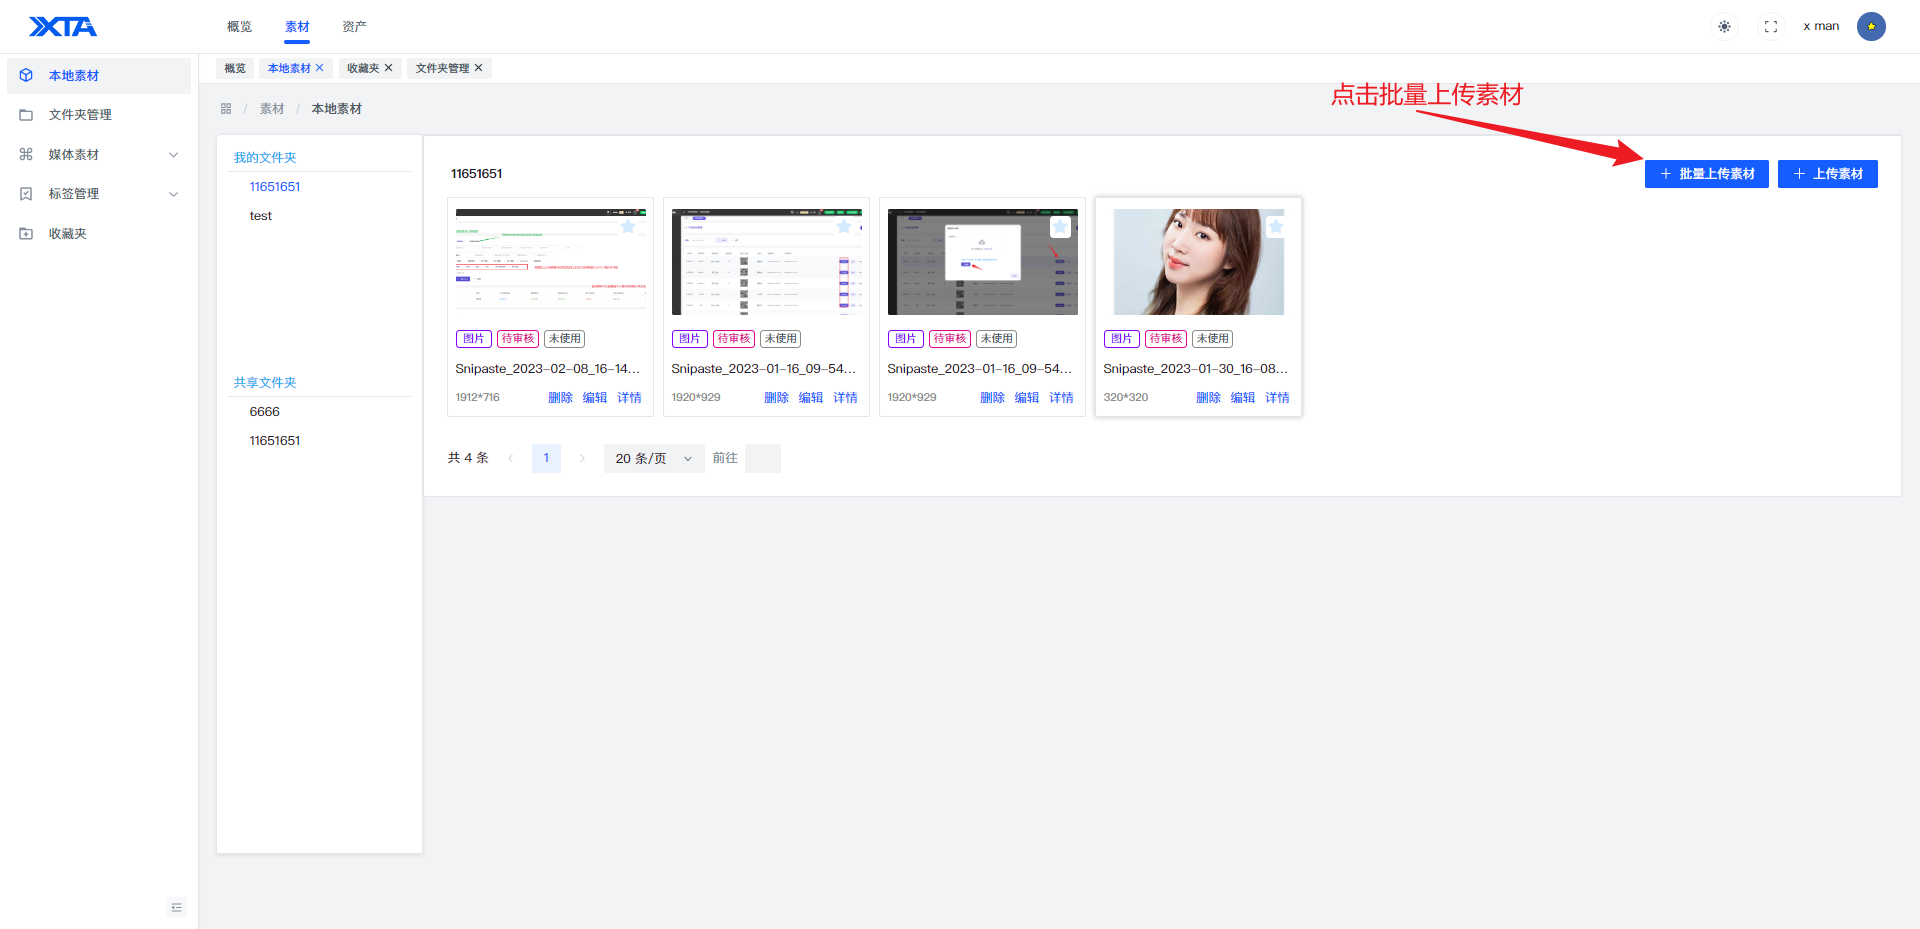 XTA
概览
素材
资产
x man
本地素材
文件夹管理
媒体素材
标签管理
收藏夹
概览
本地素材
收藏夹
文件夹管理
素材 / 本地素材
点击批量上传素材
我的文件夹
11651651
test
共享文件夹
6666
11651651
11651651
批量上传素材
上传素材
图片 待审核 未使用
Snipaste_2023-02-08_16-14...
1912*716 删除 编辑 详情
图片 待审核 未使用
Snipaste_2023-01-16_09-54...
1920*929 删除 编辑 详情
图片 待审核 未使用
Snipaste_2023-01-16_09-54...
1920*929 删除 编辑 详情
图片 待审核 未使用
Snipaste_2023-01-30_16-08...
320*320 删除 编辑 详情
共 4 条 1 20 条/页 前往